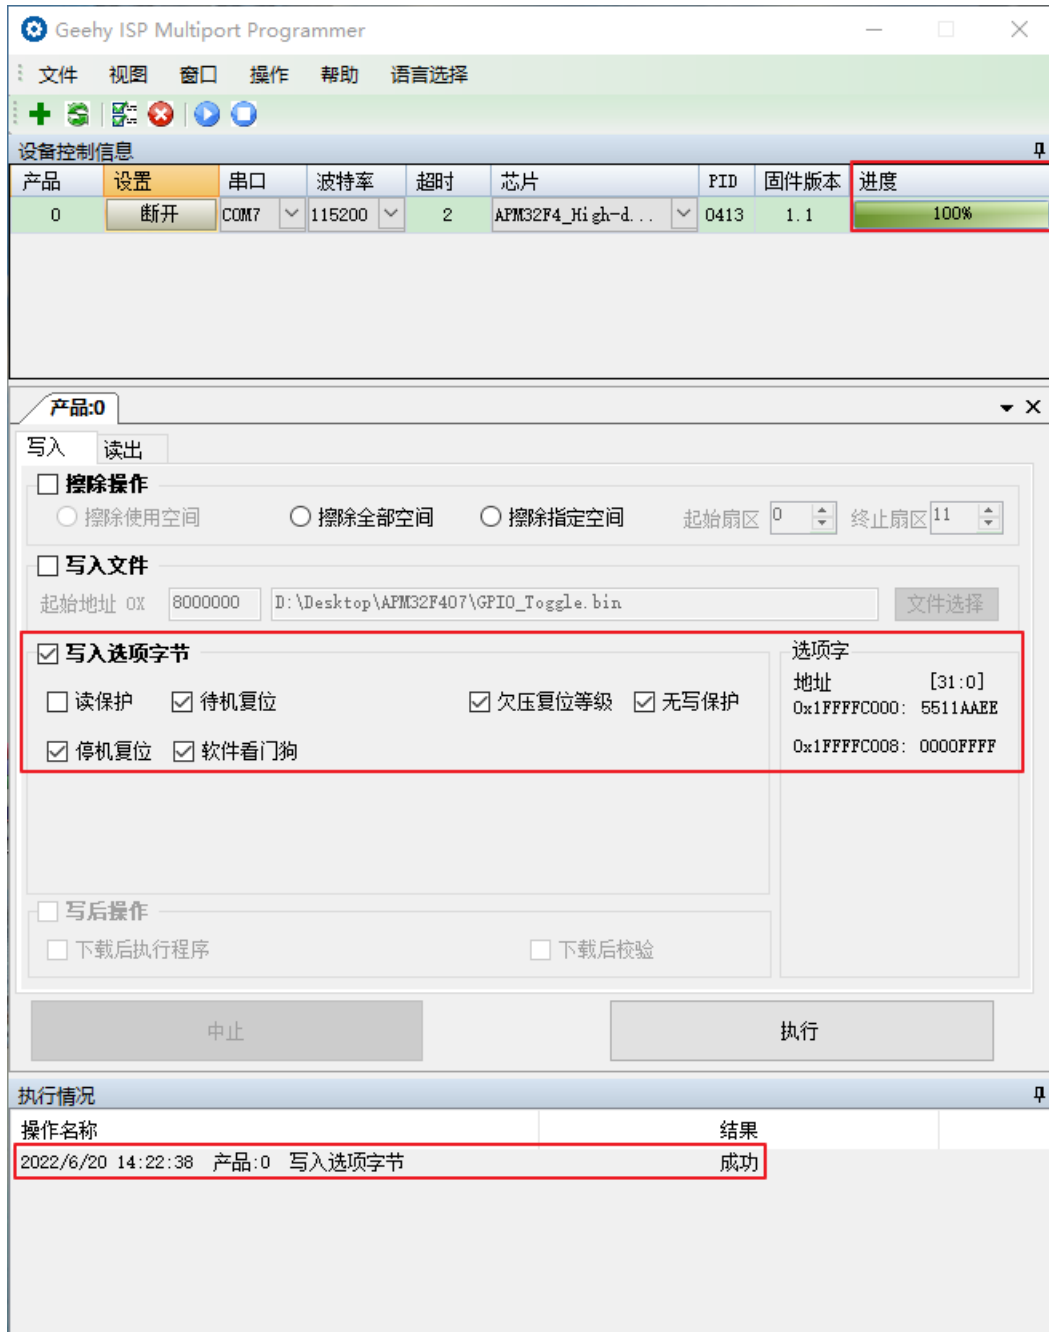 Geehy ISP Multiport Programmer
文件 视图 窗口 操作 帮助 语言选择
设备控制信息
产品 设置 串口 波特率 超时 芯片 PID 固件版本 进度
0 断开 COM7 115200 2 APM32F4_High-d... 0413 1.1 100%
产品:0
写入 读出
擦除操作
擦除使用空间 擦除全部空间 擦除指定空间 起始扇区 0 终止扇区 11
写入文件
起始地址 0X 8000000 D:\Desktop\APM32F407\GPIO_Toggle.bin 文件选择
写入选项字节 选项字
地址 [31:0]
读保护 待机复位 欠压复位等级 无写保护 0x1FFFFC000: 5511AAEE
停机复位 软件看门狗 0x1FFFFC008: 0000FFFF
写后操作
下载后执行程序 下载后校验
中止 执行
执行情况
操作名称 结果
2022/6/20 14:22:38 产品:0 写入选项字节 成功